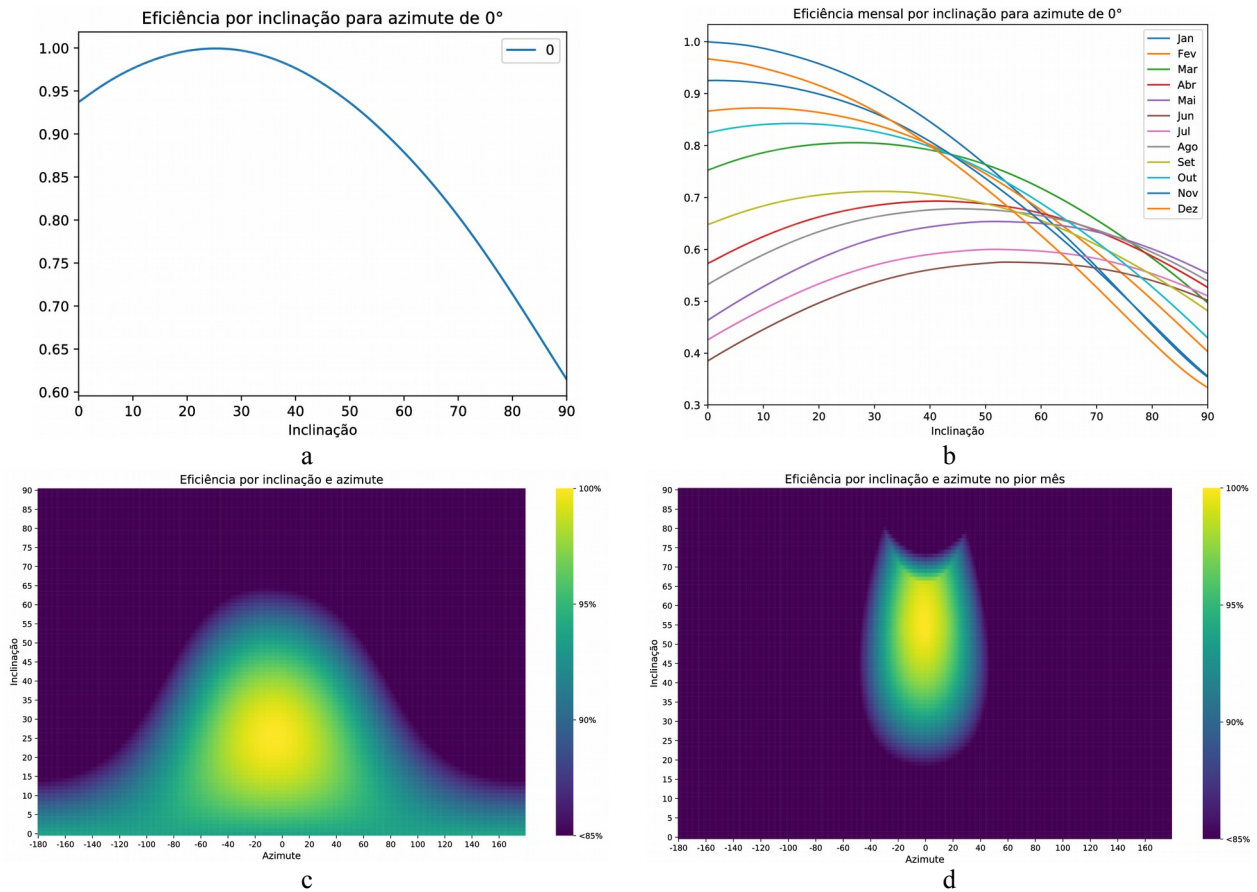 Eficiência por inclinação para azimute de 0°
0
1.00
0.95
0.90
0.85
0.80
0.75
0.70
0.65
0.60
0 10 20 30 40 50 60 70 80 90
Inclinação
a
Eficiência mensal por inclinação para azimute de 0°
Jan
Fev
Mar
Abr
Mai
Jun
Jul
Ago
Set
Out
Nov
Dez
1.0
0.9
0.8
0.7
0.6
0.5
0.4
0.3
0 10 20 30 40 50 60 70 80 90
Inclinação
b
Eficiência por inclinação e azimute
90
85
80
75
70
65
60
55
50
45
40
35
30
25
20
15
10
5
0
Inclinação
-180 -160 -140 -120 -100 -80 -60 -40 -20 0 20 40 60 80 100 120 140 160
Azimute
100%
95%
90%
<85%
c
Eficiência por inclinação e azimute no pior mês
90
85
80
75
70
65
60
55
50
45
40
35
30
25
20
15
10
5
0
Inclinação
-180 -160 -140 -120 -100 -80 -60 -40 -20 0 20 40 60 80 100 120 140 160
Azimute
100%
95%
90%
<85%
d